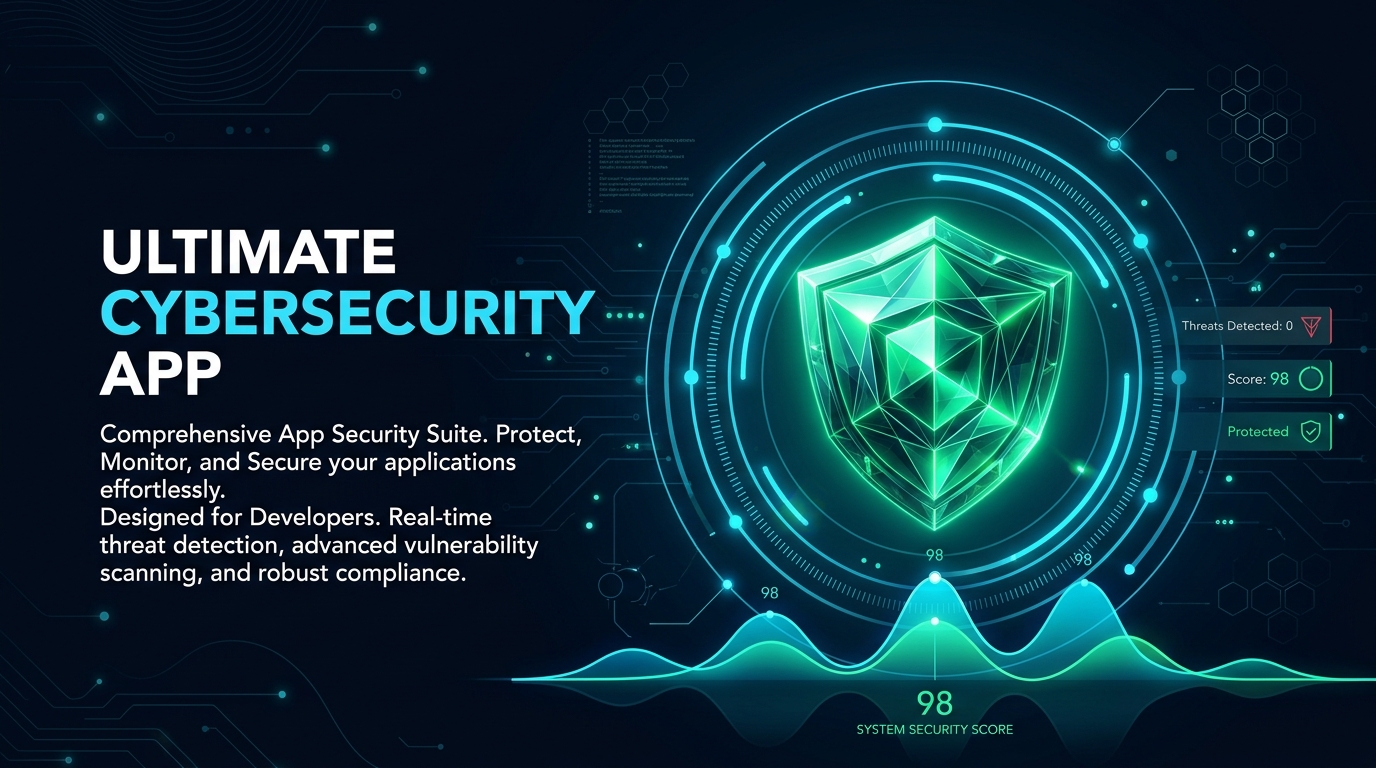 ULTIMATE
CYBERSECURITY
APP
Comprehensive App Security Suite. Protect,
Monitor, and Secure your applications
effortlessly.
Designed for Developers. Real-time
threat detection, advanced vulnerability
scanning, and robust compliance.
Threats Detected: 0
Score: 98
Protected
98
98
98
98
SYSTEM SECURITY SCORE